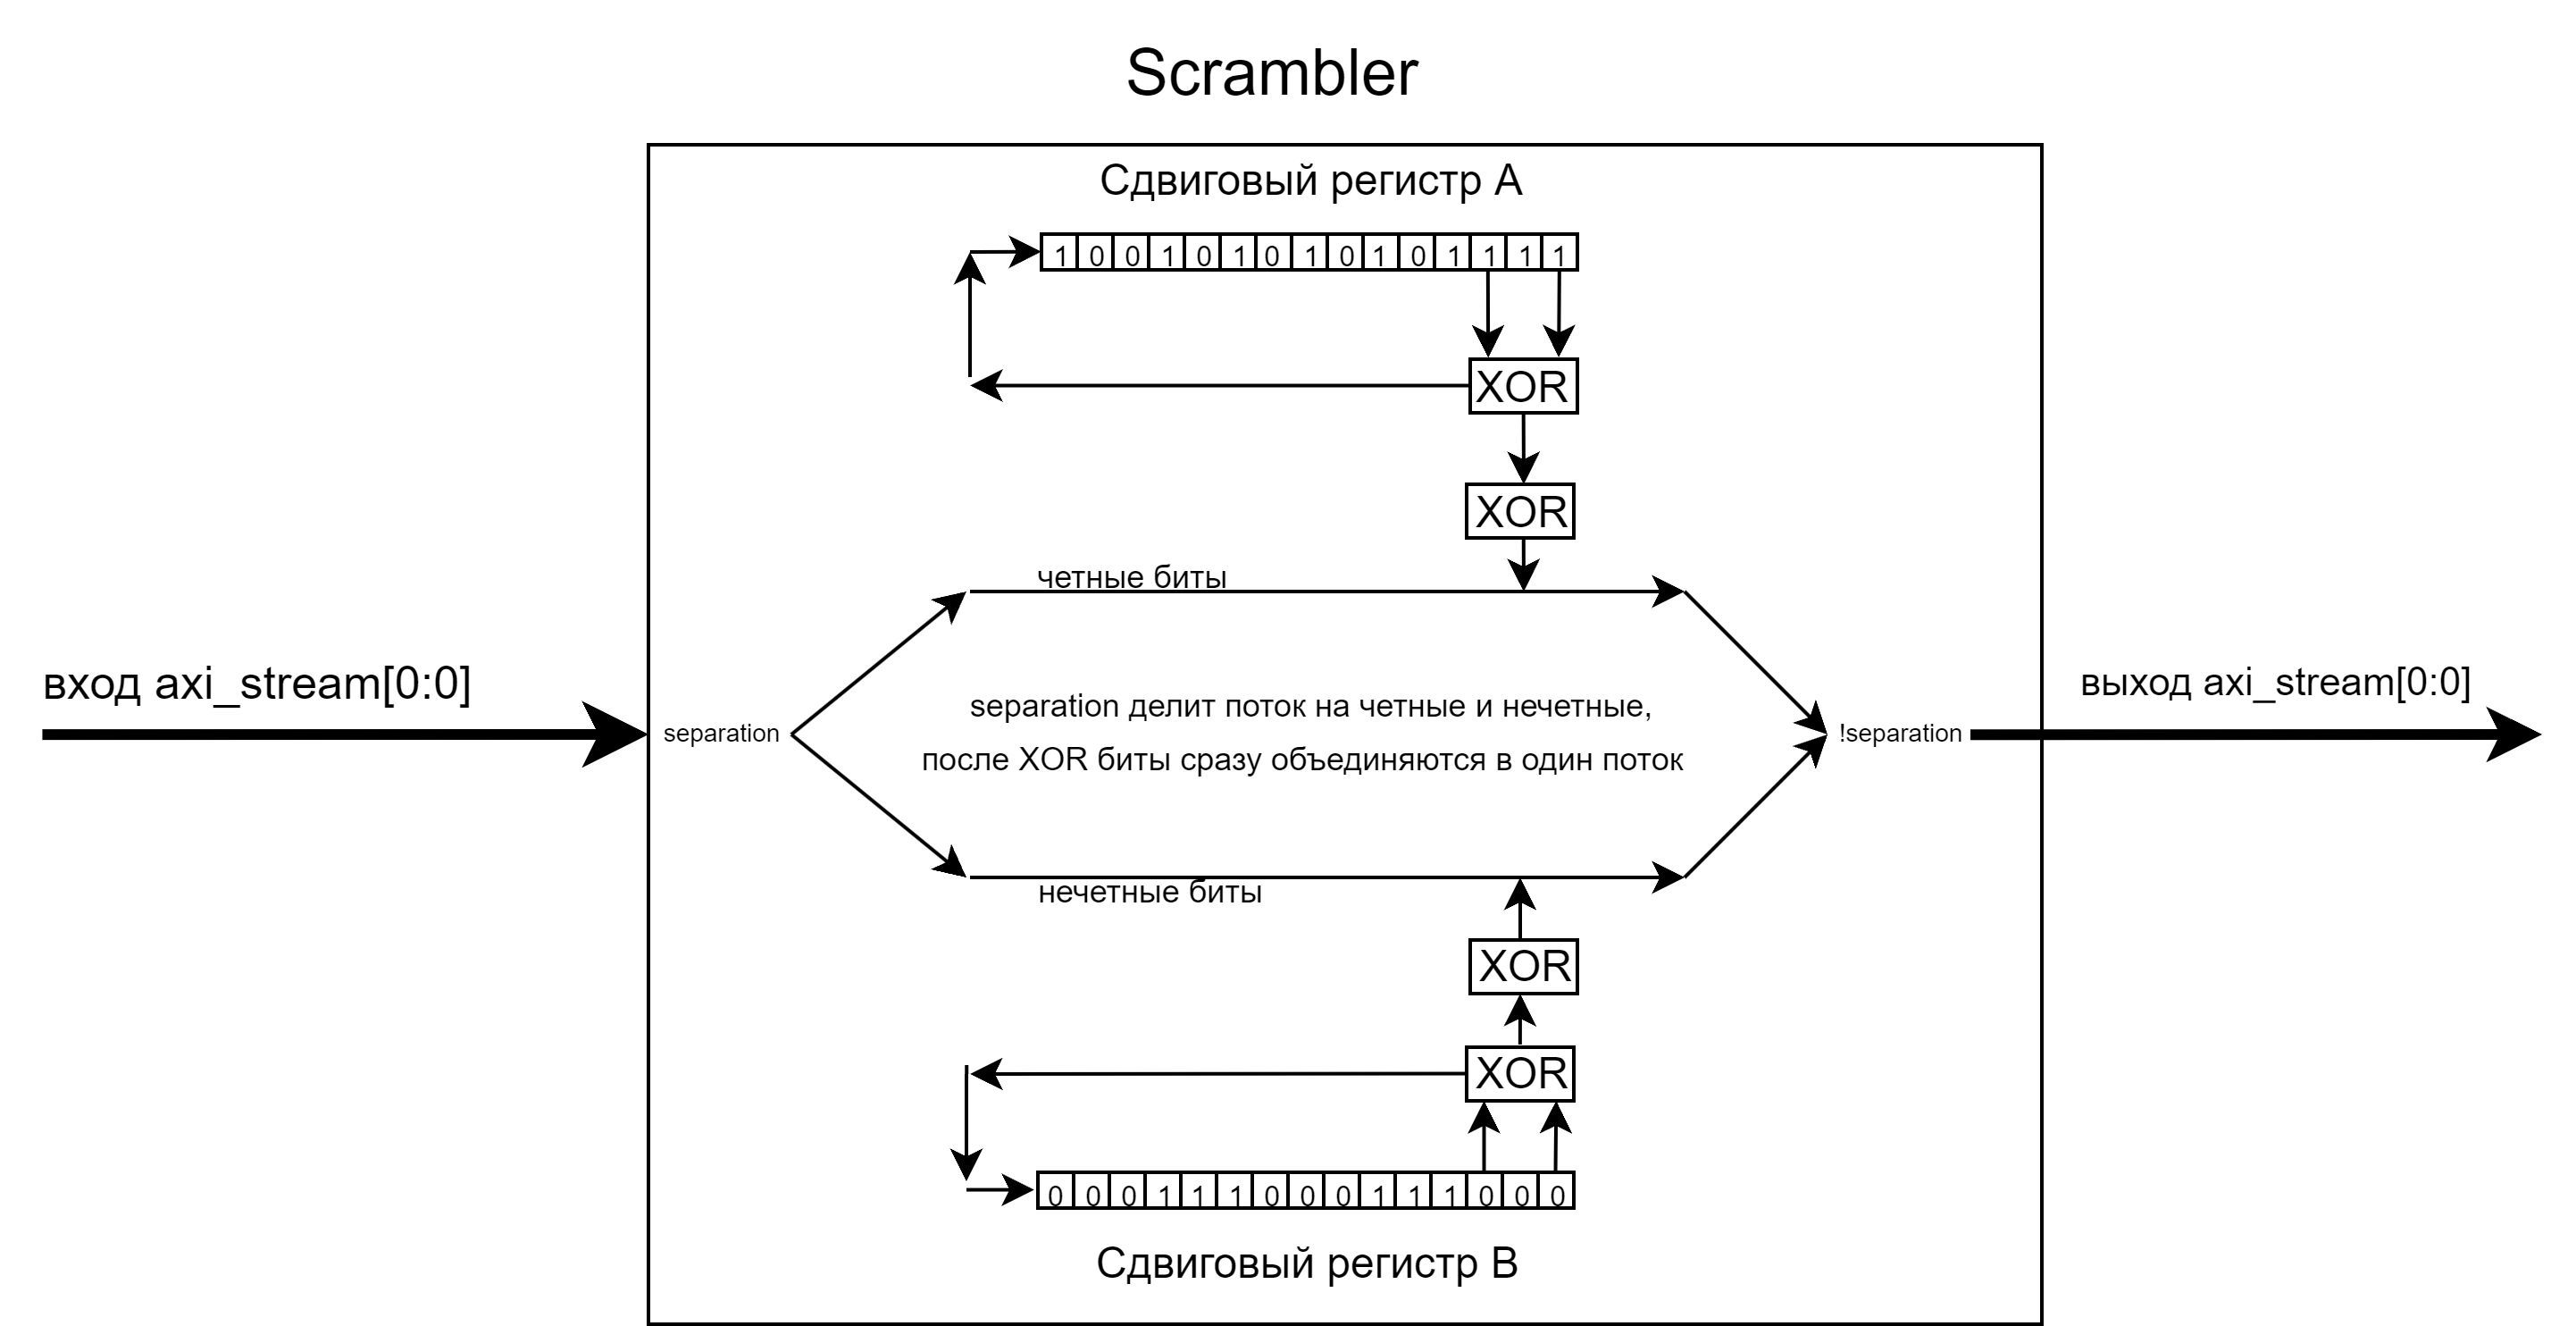 Scrambler
Сдвиговый регистр A
1 0 0 1 0 1 0 1 0 1 0 1 1 1 1
XOR
XOR
четные биты
вход axi_stream[0:0]
separation
separation делит поток на четные и нечетные,
после XOR биты сразу объединяются в один поток
!separation
выход axi_stream[0:0]
нечетные биты
XOR
XOR
0 0 0 1 1 1 0 0 0 1 1 1 0 0 0
Сдвиговый регистр B